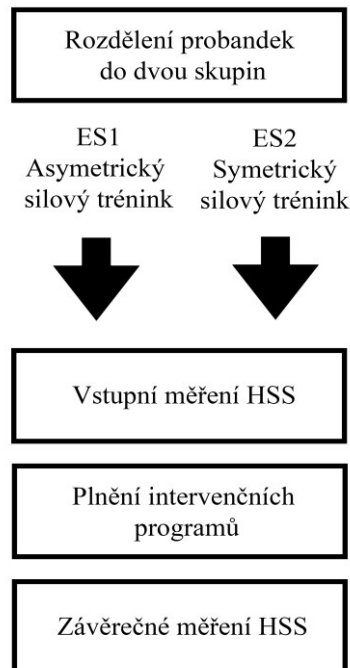 Rozdělení probandek
do dvou skupin
ES1
Asymetrický
silový trénink
ES2
Symetrický
silový trénink
Vstupní měření HSS
Plnění intervenčních
programů
Závěrečné měření HSS